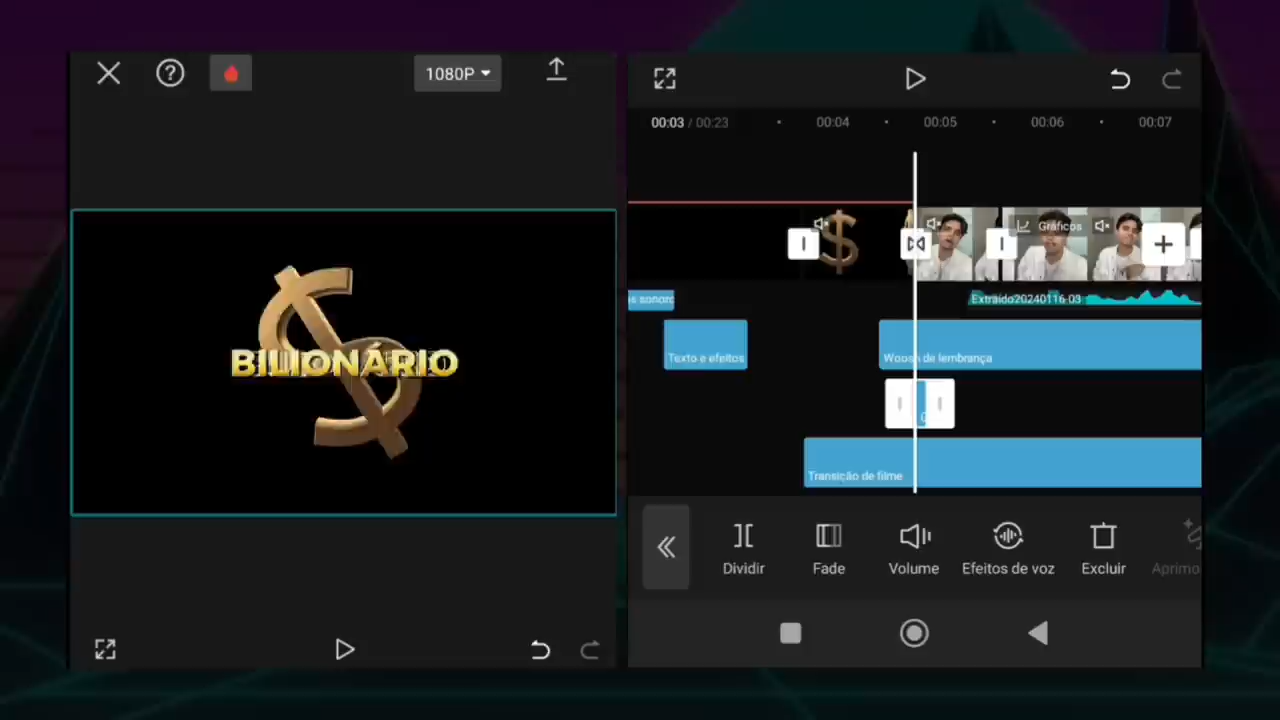 1080P
BILIONÁRIO
00:03 / 00:23
00:04
00:05
00:06
00:07
Gráficos
Extraído20240116-03
Texto e efeitos
de lembrança
Transição de filme
Dividir
Fade
Volume
Efeitos de voz
Excluir
Aprimo